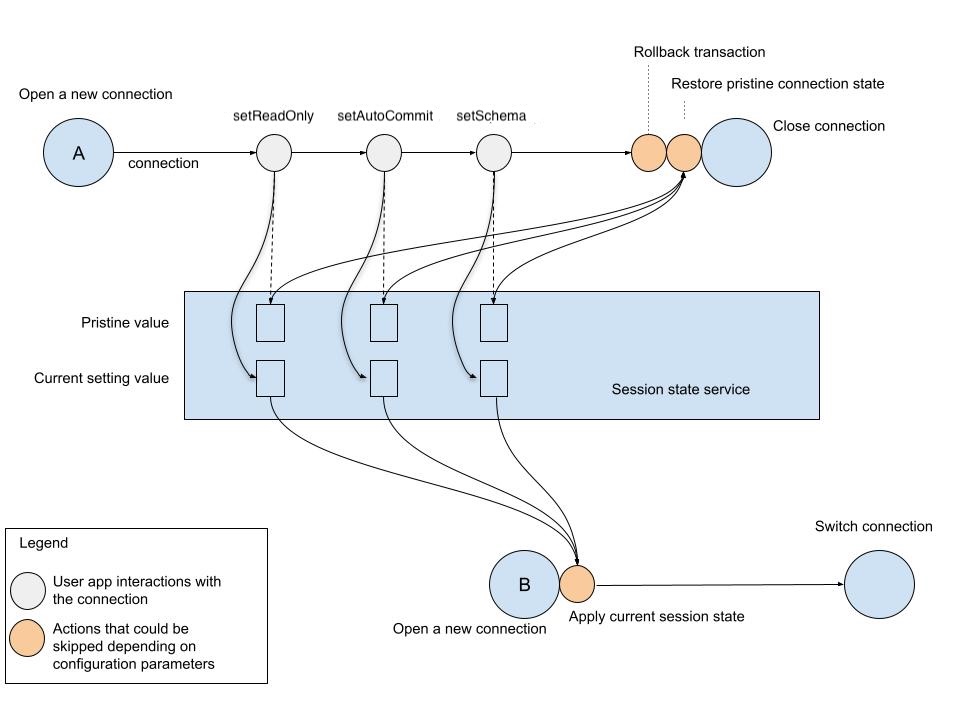 Rollback transaction
Restore pristine connection state
Open a new connection
setReadOnly
setAutoCommit
setSchema
Close connection
A
connection
Pristine value
Current setting value
Session state service
Switch connection
Legend
User app interactions with
the connection
Actions that could be
skipped depending on
configuration parameters
B
Apply current session state
Open a new connection